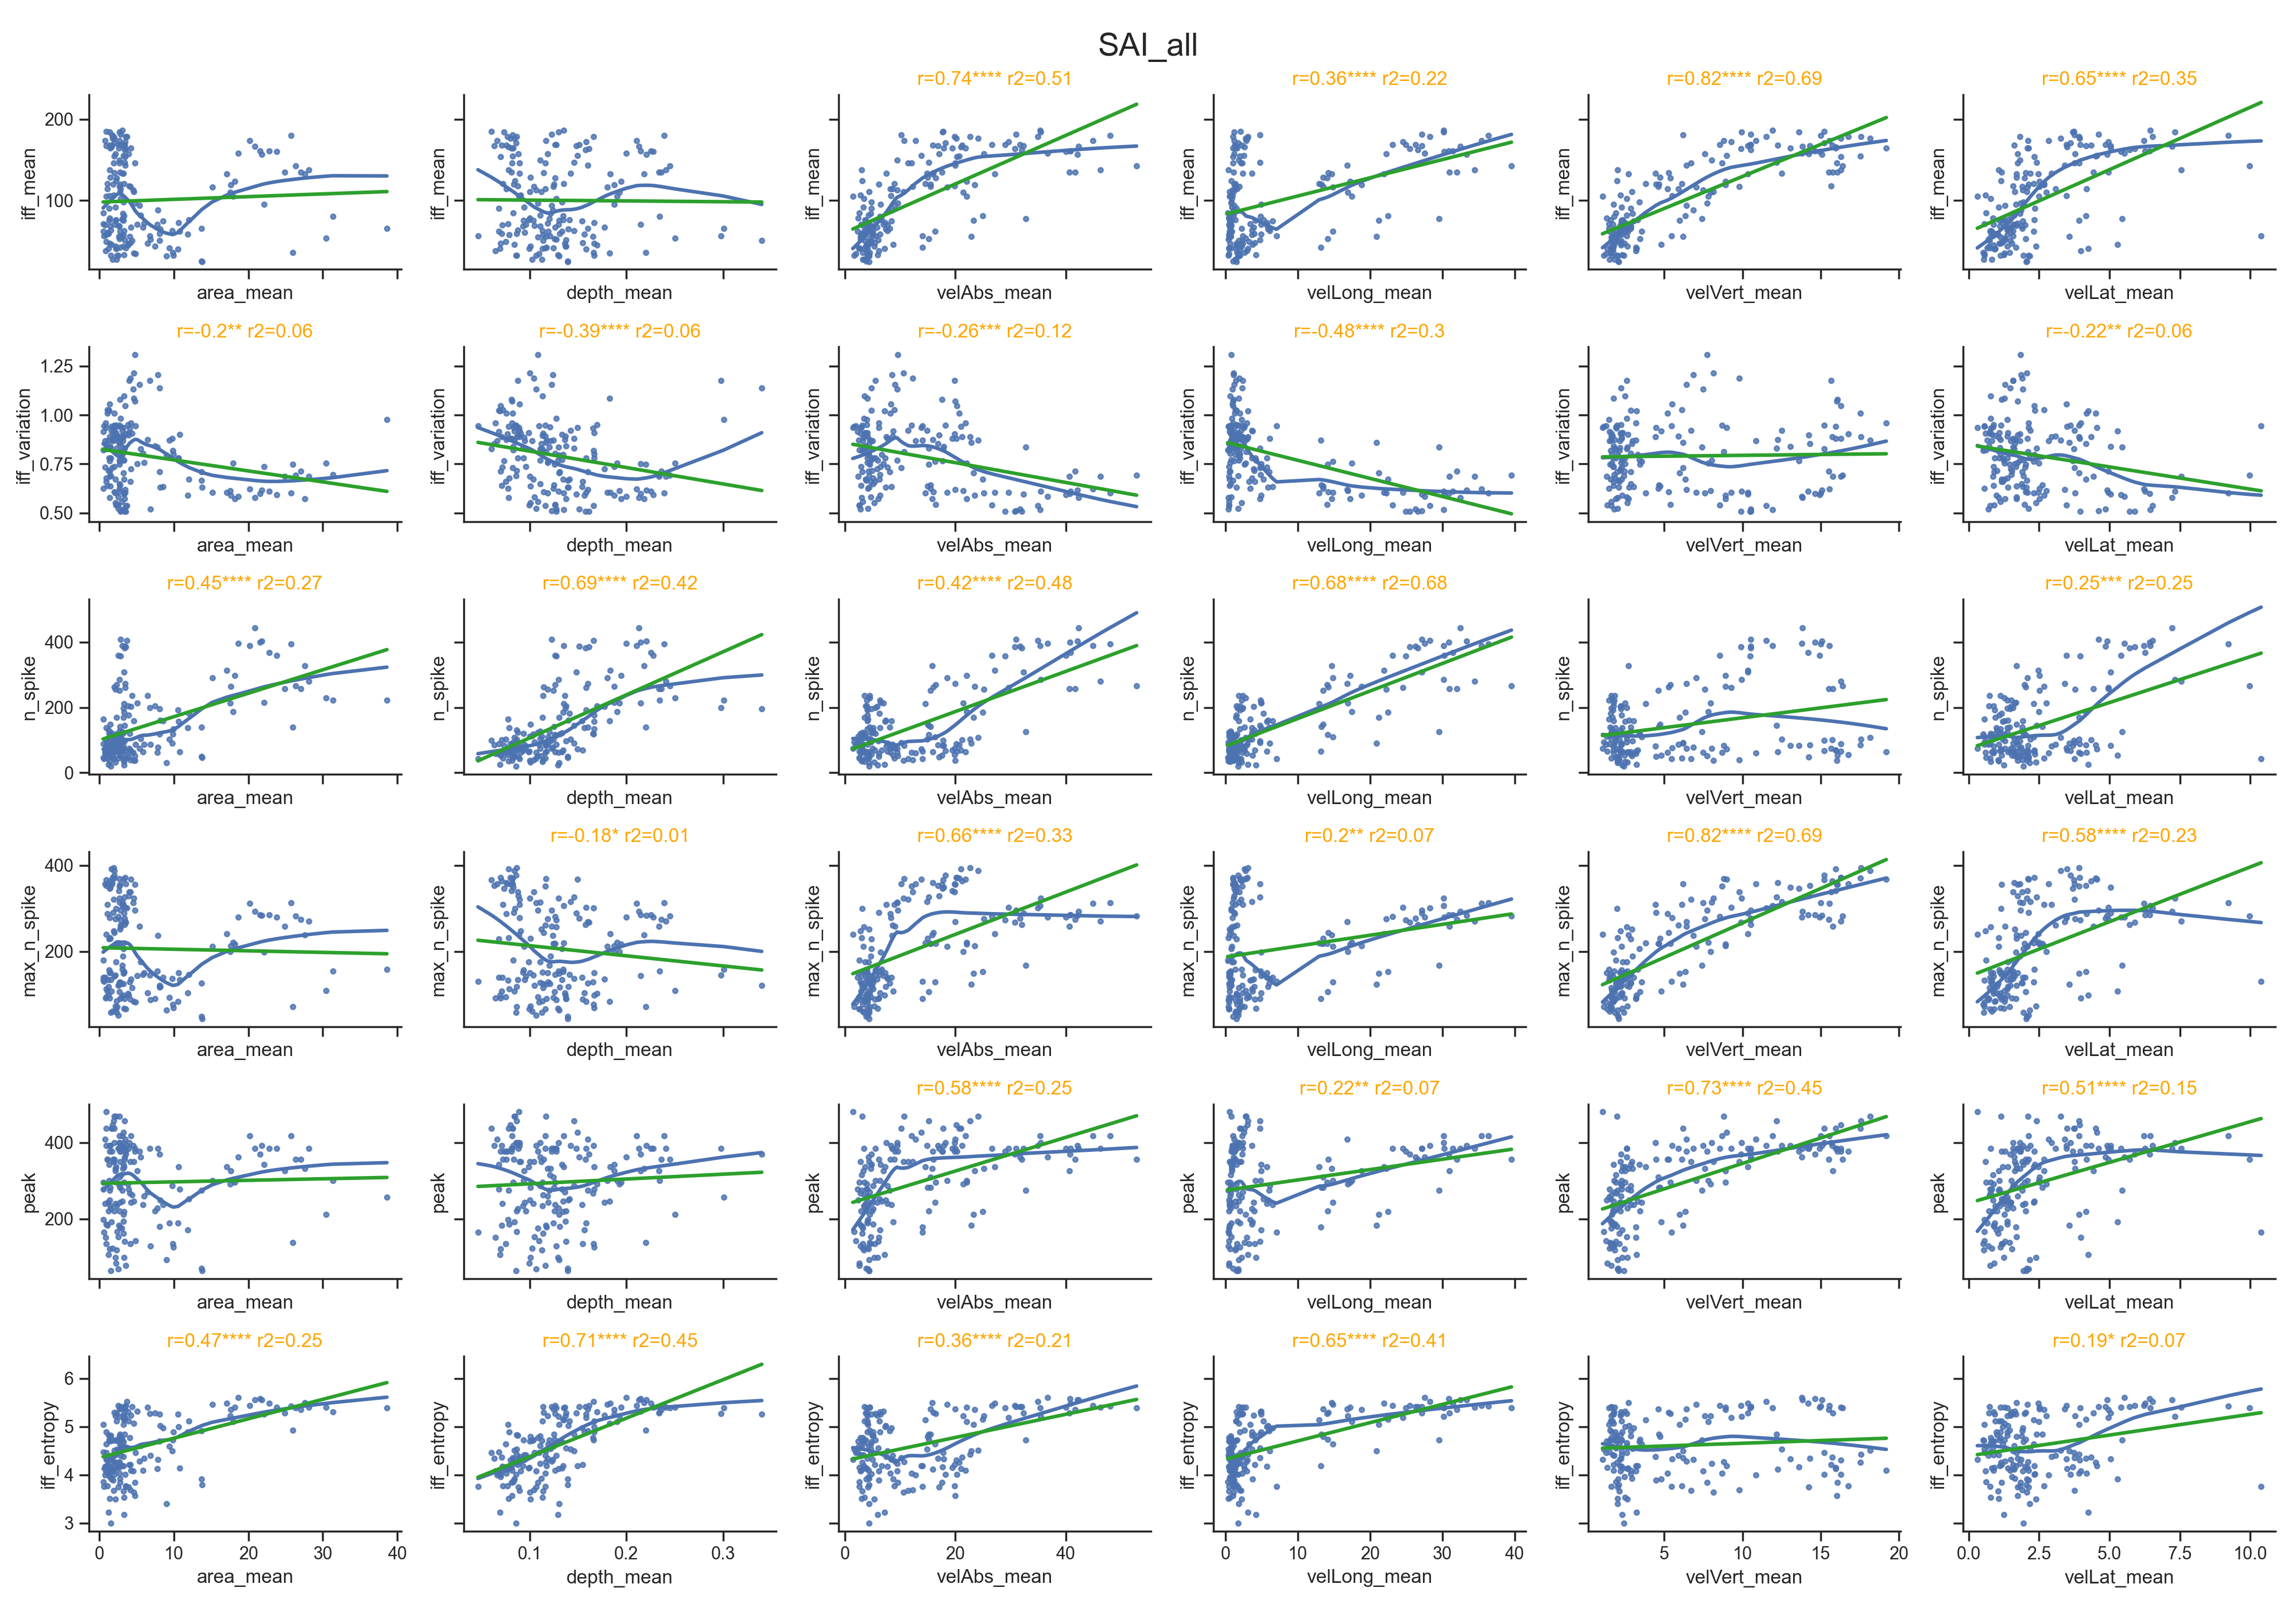 SAI_all
r=0.74**** r2=0.51
r=0.36**** r2=0.22
r=0.82**** r2=0.69
r=0.65**** r2=0.35
200
100
iff_mean
iff_mean
iff_mean
iff_mean
iff_mean
iff_mean
area_mean
depth_mean
velAbs_mean
velLong_mean
velVert_mean
velLat_mean
r=-0.2** r2=0.06
r=-0.39**** r2=0.06
r=-0.26*** r2=0.12
r=-0.48**** r2=0.3
r=-0.22** r2=0.06
1.25
1.00
0.75
0.50
iff_variation
iff_variation
iff_variation
iff_variation
iff_variation
iff_variation
area_mean
depth_mean
velAbs_mean
velLong_mean
velVert_mean
velLat_mean
r=0.45**** r2=0.27
r=0.69**** r2=0.42
r=0.42**** r2=0.48
r=0.68**** r2=0.68
r=0.25*** r2=0.25
400
200
0
n_spike
n_spike
n_spike
n_spike
n_spike
n_spike
area_mean
depth_mean
velAbs_mean
velLong_mean
velVert_mean
velLat_mean
r=-0.18* r2=0.01
r=0.66**** r2=0.33
r=0.2** r2=0.07
r=0.82**** r2=0.69
r=0.58**** r2=0.23
400
200
max_n_spike
max_n_spike
max_n_spike
max_n_spike
max_n_spike
max_n_spike
area_mean
depth_mean
velAbs_mean
velLong_mean
velVert_mean
velLat_mean
r=0.58**** r2=0.25
r=0.22** r2=0.07
r=0.73**** r2=0.45
r=0.51**** r2=0.15
400
200
peak
peak
peak
peak
peak
peak
area_mean
depth_mean
velAbs_mean
velLong_mean
velVert_mean
velLat_mean
r=0.47**** r2=0.25
r=0.71**** r2=0.45
r=0.36**** r2=0.21
r=0.65**** r2=0.41
r=0.19* r2=0.07
6
5
4
3
iff_entropy
iff_entropy
iff_entropy
iff_entropy
iff_entropy
iff_entropy
0 10 20 30 40
0.1 0.2 0.3
0 20 40
0 10 20 30 40
5 10 15 20
0.0 2.5 5.0 7.5 10.0
area_mean
depth_mean
velAbs_mean
velLong_mean
velVert_mean
velLat_mean